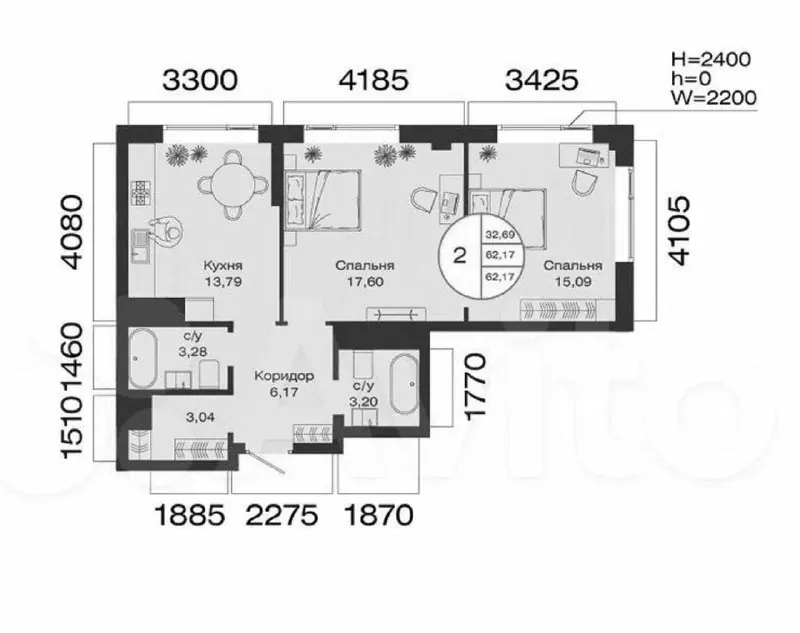 H=2400
h=0
W=2200
3300
4185
3425
4080
4105
Кухня
13,79
Спальня
17,60
Спальня
15,09
2
32,69
62,17
62,17
1460
с/у
3,28
Коридор
6,17
с/у
3,20
1770
1510
3,04
1885
2275
1870
Avito